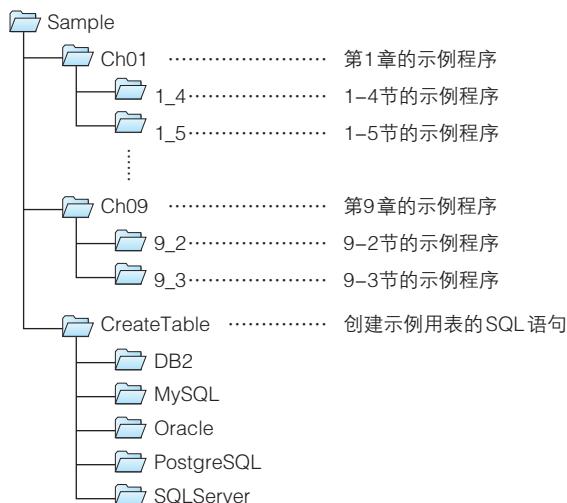 Sample
Ch01 ……………………… 第1章的示例程序
1_4………………… 1-4节的示例程序
1_5………………… 1-5节的示例程序
Ch09 ……………………… 第9章的示例程序
9_2………………… 9-2节的示例程序
9_3………………… 9-3节的示例程序
CreateTable …………… 创建示例用表的SQL语句
DB2
MySQL
Oracle
PostgreSQL
SQLServer